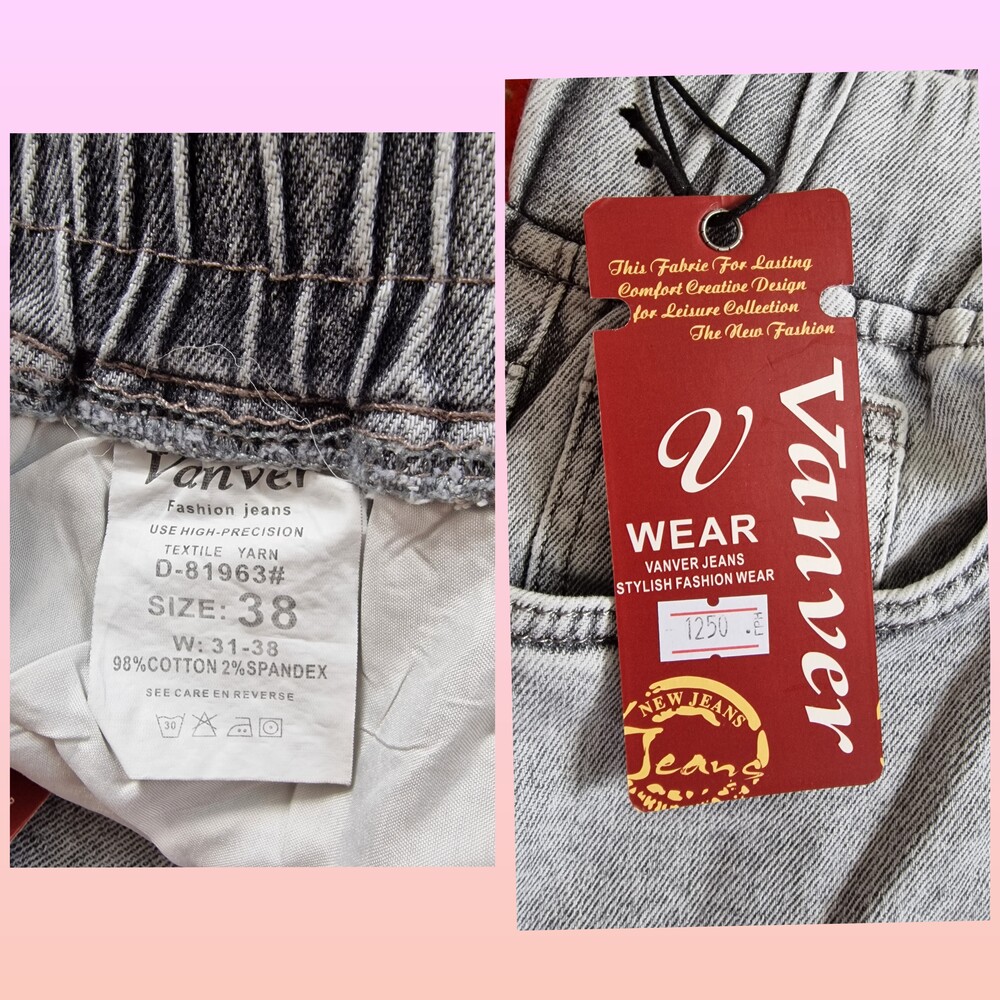 Vanver
Fashion jeans
USE HIGH-PRECISION
TEXTILE YARN
D-81963#
SIZE: 38
W: 31-38
98%COTTON 2%SPANDEX
SEE CARE EN REVERSE
30
This Fabric For Lasting
Comfort Creative Design
for Leisure Collection
The New Fashion
Vanver
V
WEAR
VANVER JEANS
STYLISH FASHION WEAR
1250 ГРН
NEW JEANS
Jeans